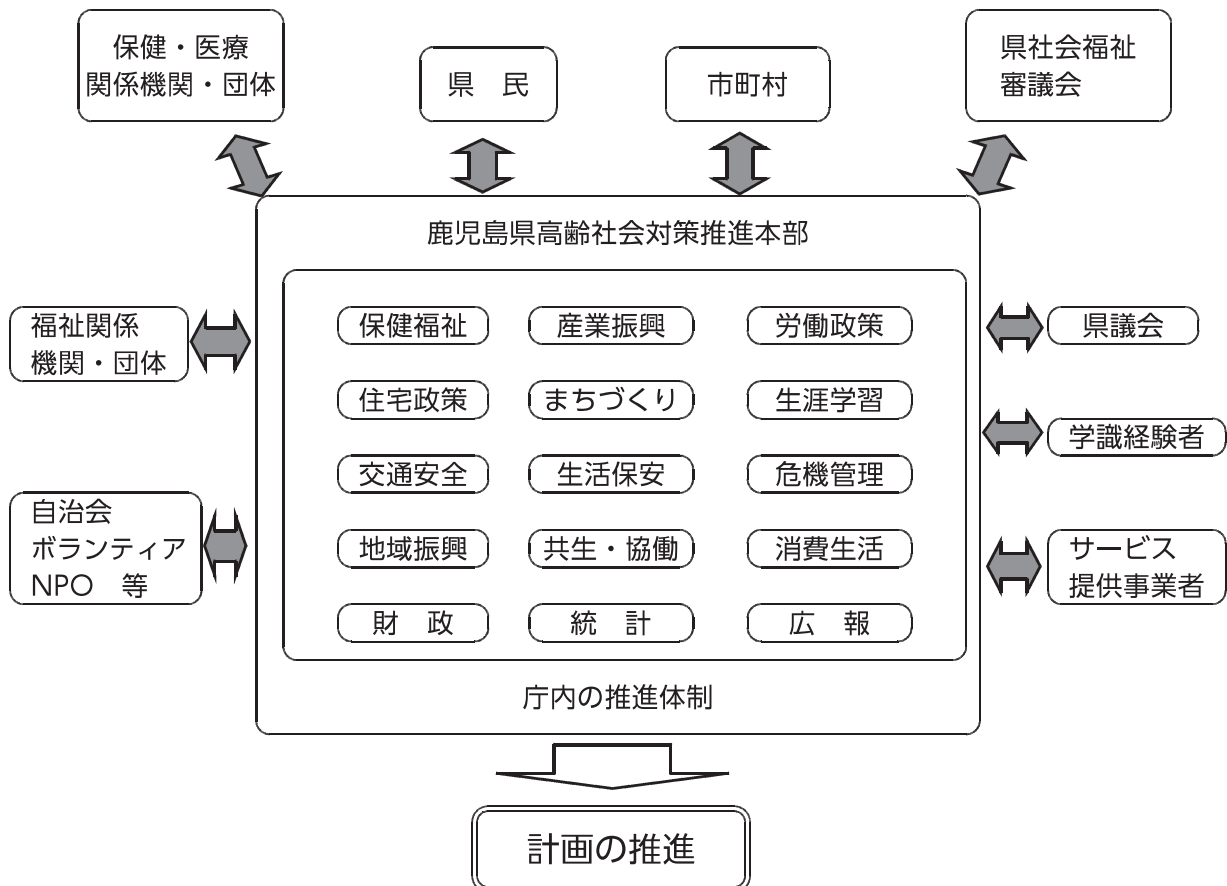 保健・医療
関係機関・団体
県　民
市町村
県社会福祉
審議会
鹿児島県高齢社会対策推進本部
福祉関係
機関・団体
自治会
ボランティア
NPO　等
保健福祉
産業振興
労働政策
住宅政策
まちづくり
生涯学習
交通安全
生活保安
危機管理
地域振興
共生・協働
消費生活
財　政
統　計
広　報
県議会
学識経験者
サービス
提供事業者
庁内の推進体制
計画の推進